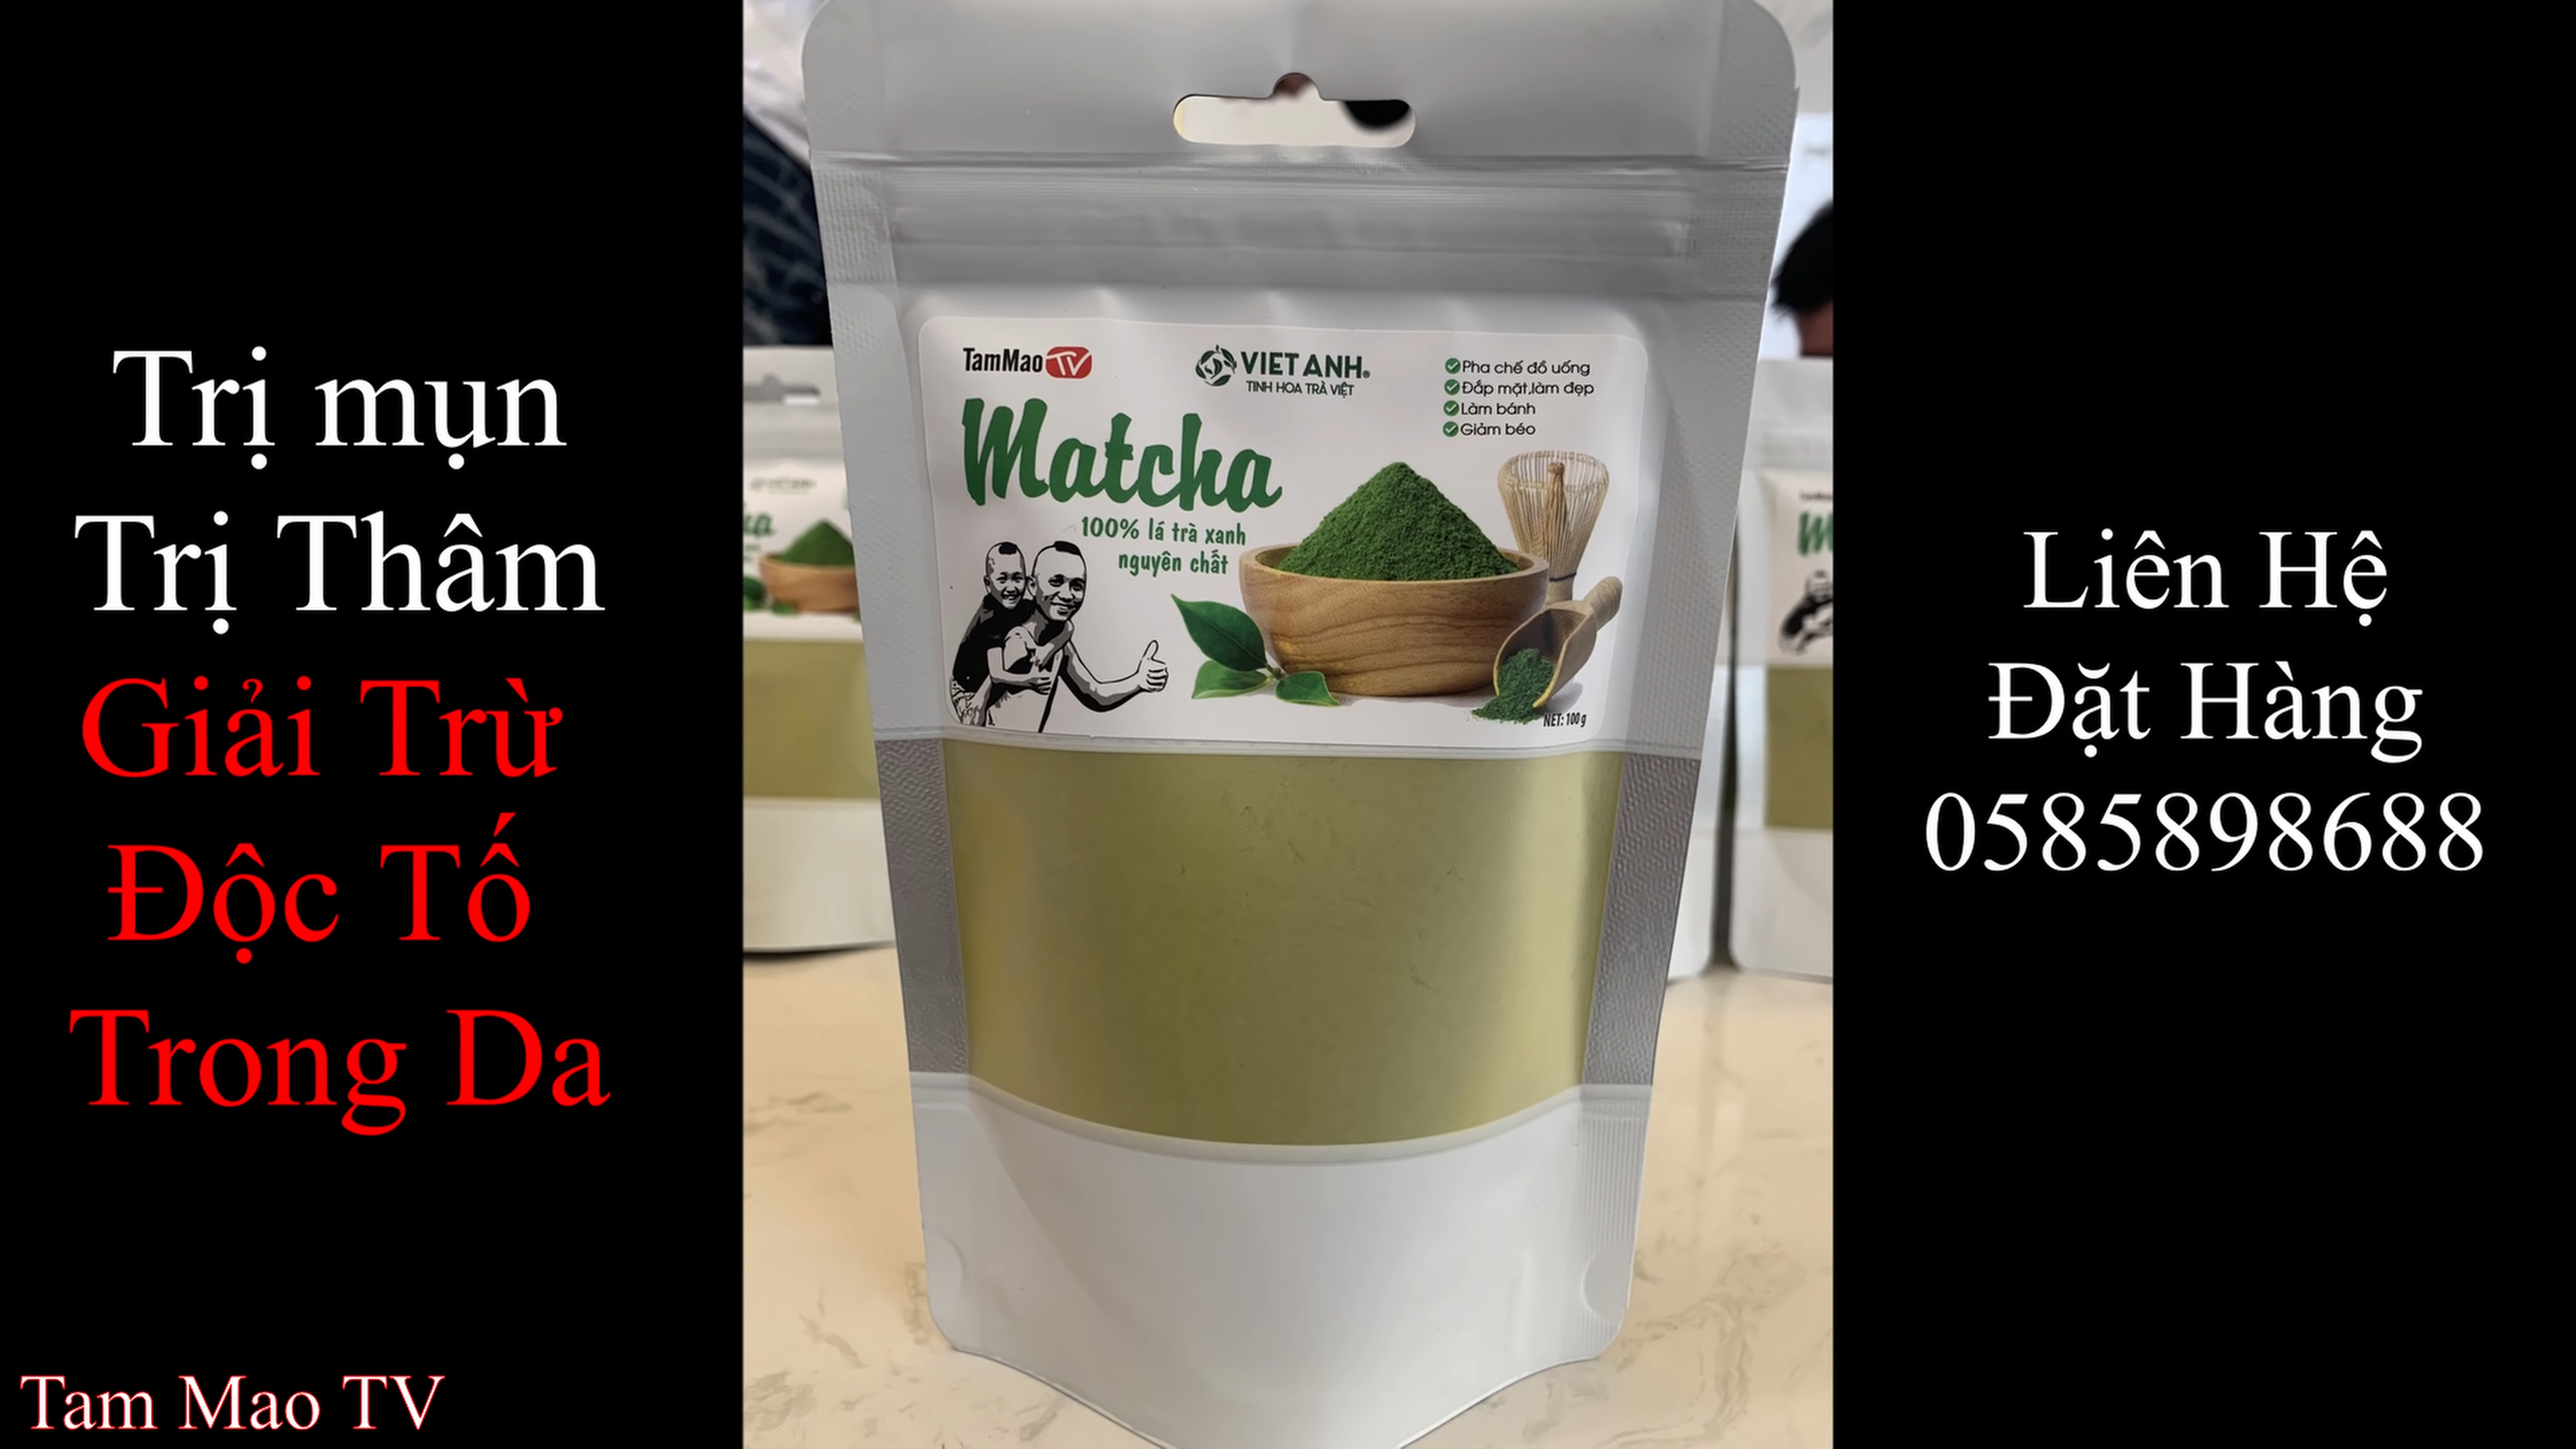 Trị mụn
Trị Thâm
Giải Trừ
Độc Tố
Trong Da
Tam Mao TV
TamMao TV
VIET ANH®
TINH HOA TRÀ VIỆT
Pha chế đồ uống
Đắp mặt,làm đẹp
Làm bánh
Giảm béo
Matcha
100% lá trà xanh
nguyên chất
NET: 100 g
Liên Hệ
Đặt Hàng
0585898688